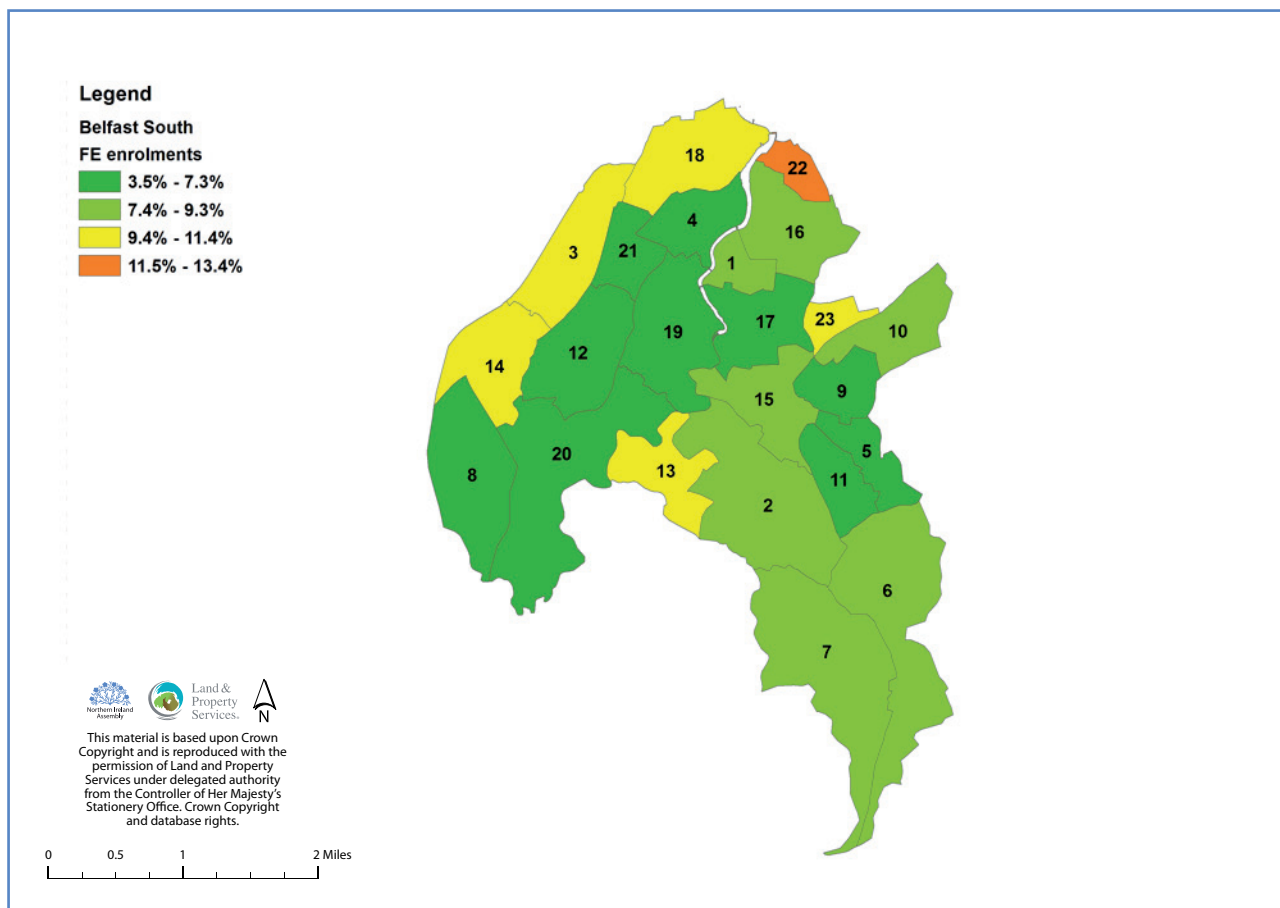 Legend
Belfast South
FE enrolments
3.5% - 7.3%
7.4% - 9.3%
9.4% - 11.4%
11.5% - 13.4%
18
22
4
16
3
21
1
17
23
10
19
12
14
9
15
5
20
13
8
11
2
6
7
Northern Ireland
Assembly
Land &
Property
Services.
N
This material is based upon Crown
Copyright and is reproduced with the
permission of Land and Property
Services under delegated authority
from the Controller of Her Majesty's
Stationery Office. Crown Copyright
and database rights.
0 0.5 1 2 Miles